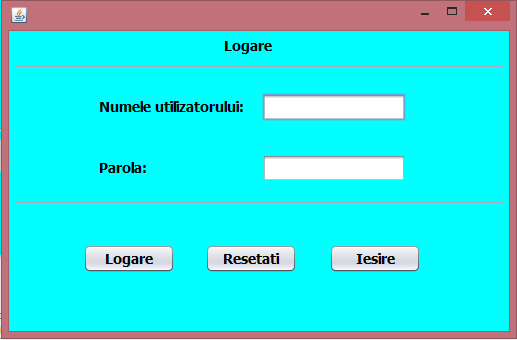 Logare
Numele utilizatorului:
Parola:
Logare Resetati Iesire